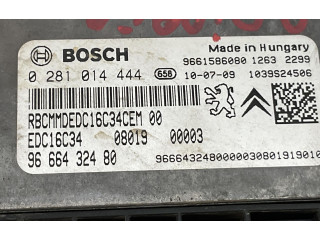 BOSCH
Made in Hungary
9661586080 1263 2299
0 281 014 444 658 10-07-09 1039S24506
RBCMMDEDC16C34CEM 00
EDC16C34 08019 00003
96 664 324 80
966643248000003080191901